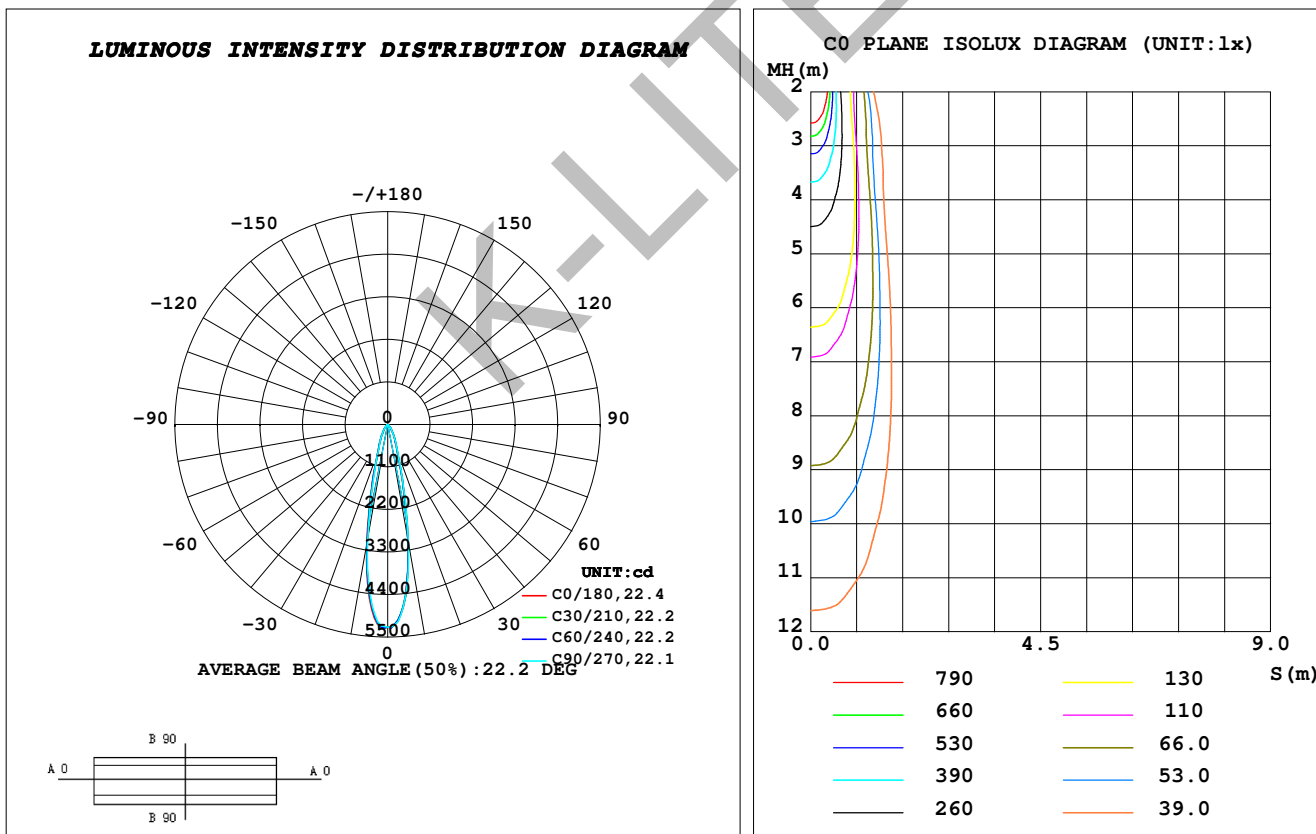 LUMINOUS INTENSITY DISTRIBUTION DIAGRAM
-/+180
-150
150
-120
120
-90
90
-60
60
-30
30
0
0
1100
2200
3300
4400
5500
UNIT:cd
C0/180,22.4
C30/210,22.2
C60/240,22.2
C90/270,22.1
AVERAGE BEAM ANGLE(50%):22.2 DEG
B 90
A 0
A 0
B 90
C0 PLANE ISOLUX DIAGRAM (UNIT:lx)
MH(m)
2
3
4
5
6
7
8
9
10
11
12
0.0
4.5
9.0
S(m)
790
130
660
110
530
66.0
390
53.0
260
39.0
K-LITE